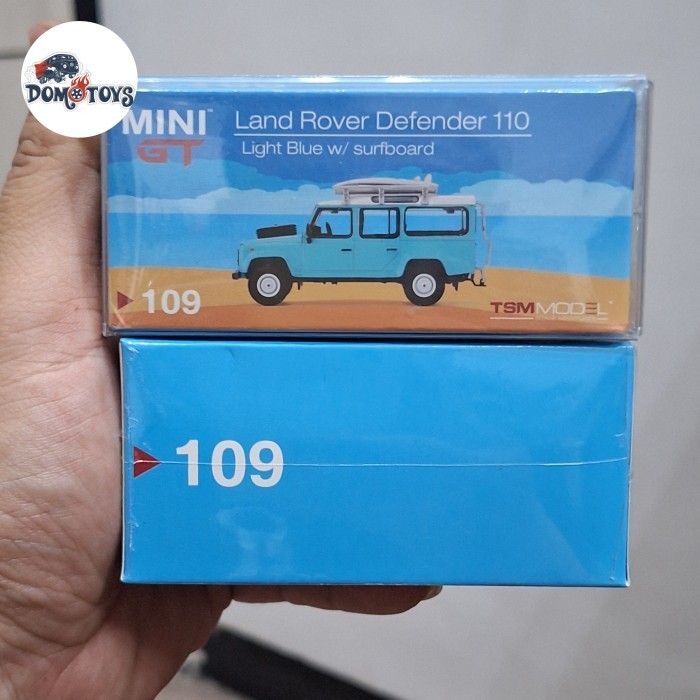 DOMOTOYS
MINI GT
Land Rover Defender 110
Light Blue w/ surfboard
109
TSMMODEL
109